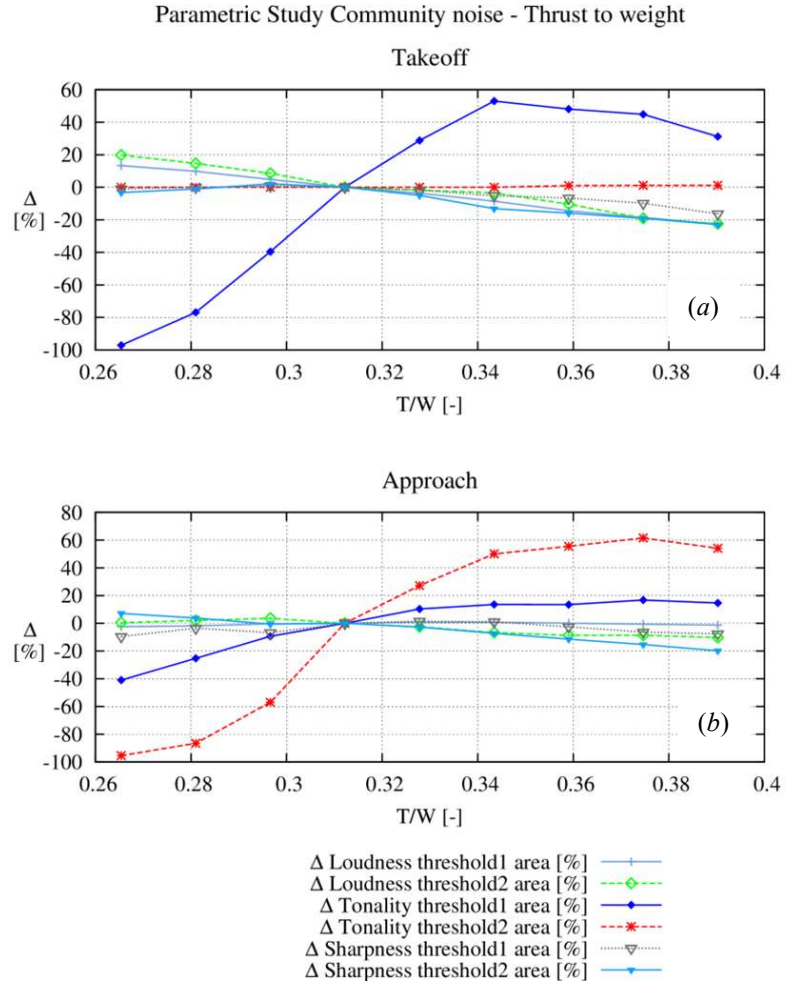 Parametric Study Community noise - Thrust to weight
Takeoff
60
40
20
0
-20
-40
-60
-80
-100
Δ
[%]
(a)
0.26 0.28 0.3 0.32 0.34 0.36 0.38 0.4
T/W [-]
Approach
80
60
40
20
0
-20
-40
-60
-80
-100
Δ
[%]
(b)
0.26 0.28 0.3 0.32 0.34 0.36 0.38 0.4
T/W [-]
Δ Loudness threshold1 area [%]
Δ Loudness threshold2 area [%]
Δ Tonality threshold1 area [%]
Δ Tonality threshold2 area [%]
Δ Sharpness threshold1 area [%]
Δ Sharpness threshold2 area [%]